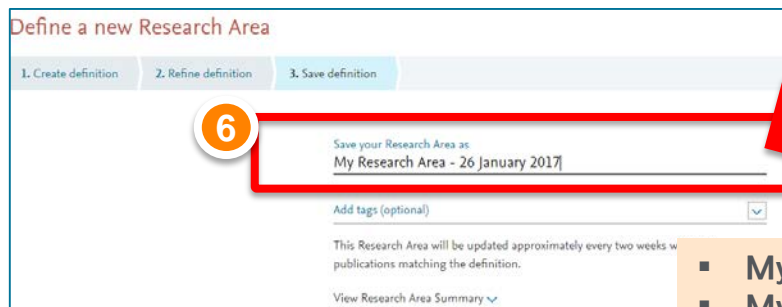 Define a new Research Area
1. Create definition 2. Refine definition 3. Save definition
6
Save your Research Area as
My Research Area - 26 January 2017
Add tags (optional)
This Research Area will be updated approximately every two weeks
publications matching the definition.
View Research Area Summary
▪ My
▪ My